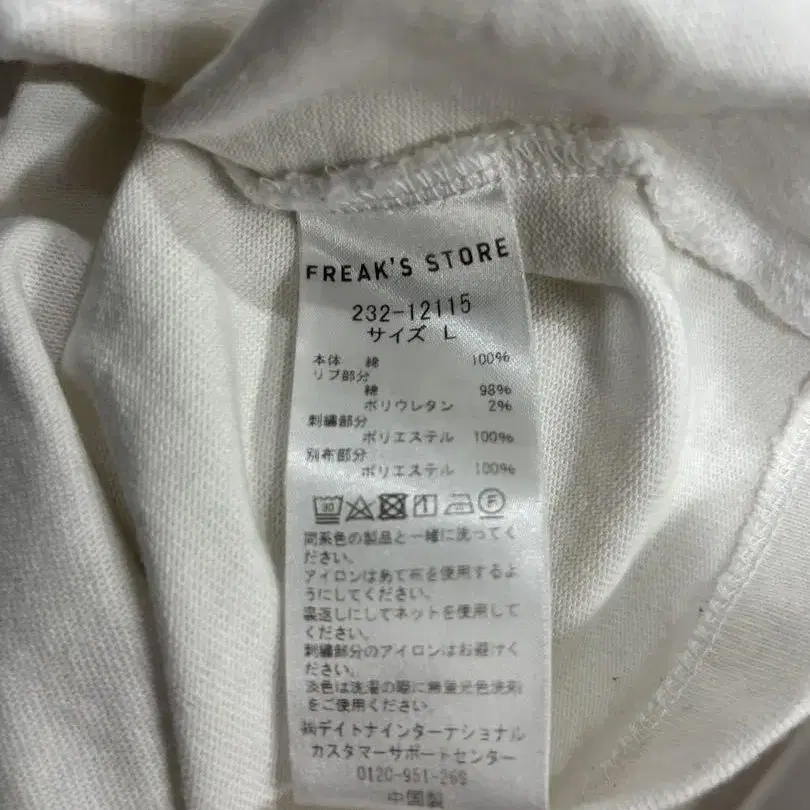 FREAK'S STORE
232-12115
サイズ L
本体 綿 100%
リブ部分
綿 98%
ポリウレタン 2%
刺繍部分
ポリエステル 100%
別布部分
ポリエステル 100%
同系色の製品と一緒に洗ってく
ださい。
アイロンはあて布を使用するよ
うにしてください。
裏返しにしてネットを使用して
ください。
刺繍部分のアイロンはお避けく
ださい。
淡色は洗濯の際に無蛍光色洗剤
をご使用ください。
㈱デイトナインターナショナル
カスタマーサポートセンター
0120-951-269
中国製